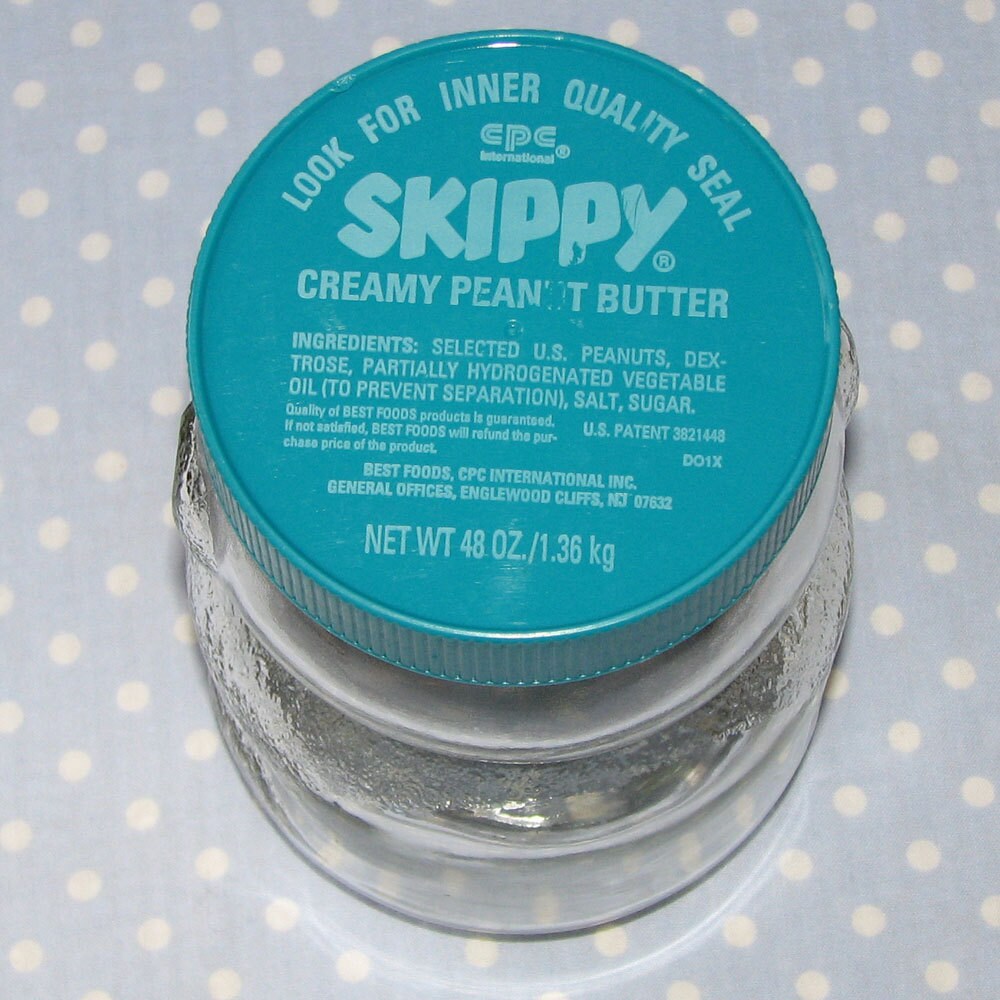 LOOK FOR INNER QUALITY SEAL
cpc
International®
SKIPPY®
CREAMY PEANUT BUTTER
INGREDIENTS: SELECTED U.S. PEANUTS, DEX-
TROSE, PARTIALLY HYDROGENATED VEGETABLE
OIL (TO PREVENT SEPARATION), SALT, SUGAR.
Quality of BEST FOODS products is guaranteed.
If not satisfied, BEST FOODS will refund the pur-
chase price of the product.
U.S. PATENT 3821448
DO1X
BEST FOODS, CPC INTERNATIONAL INC.
GENERAL OFFICES, ENGLEWOOD CLIFFS, NJ 07632
NET WT 48 OZ./1.36 kg